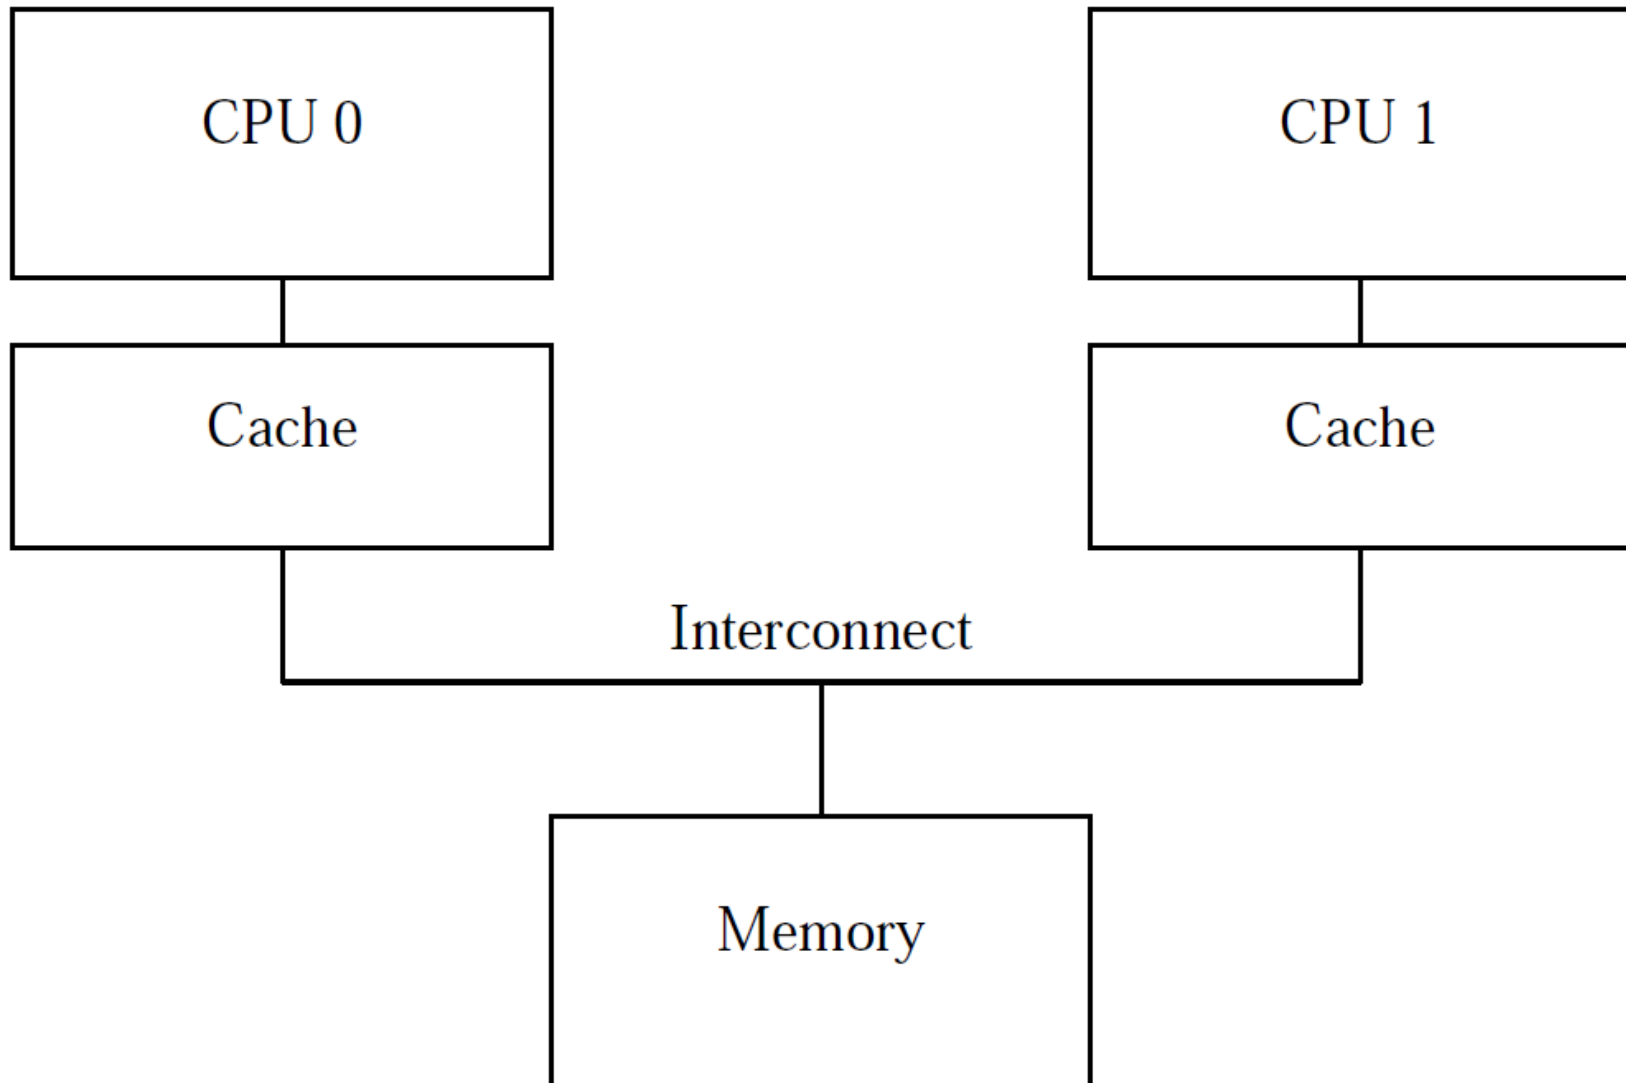 CPU 0
CPU 1
Cache
Cache
Interconnect
Memory